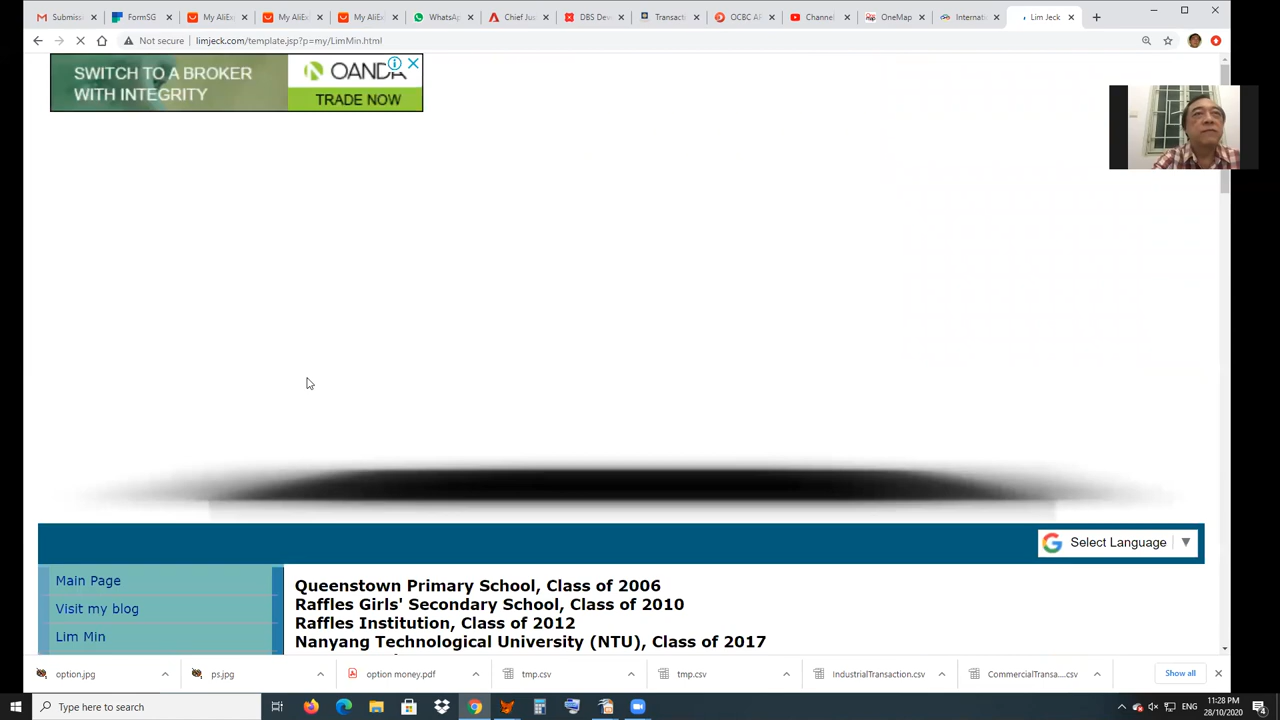 Submiss
FormSG
My AliEx
My AliEx
My AliEx
WhatsA
Chief Ju
DBS Dev
Transact
OCBC AF
Channel
OneMap
Internat
Lim Jeck
Not secure
limjeck.com/template.jsp?p=my/LimMin.html
SWITCH TO A BROKER
WITH INTEGRITY
OANDA
TRADE NOW
Select Language
Main Page
Visit my blog
Lim Min
Queenstown Primary School, Class of 2006
Raffles Girls' Secondary School, Class of 2010
Raffles Institution, Class of 2012
Nanyang Technological University (NTU), Class of 2017
option.jpg
ps.jpg
option money.pdf
tmp.csv
tmp.csv
IndustrialTransaction.csv
CommercialTransa....csv
Show all
Type here to search
ENG
11:28 PM
28/10/2020
4